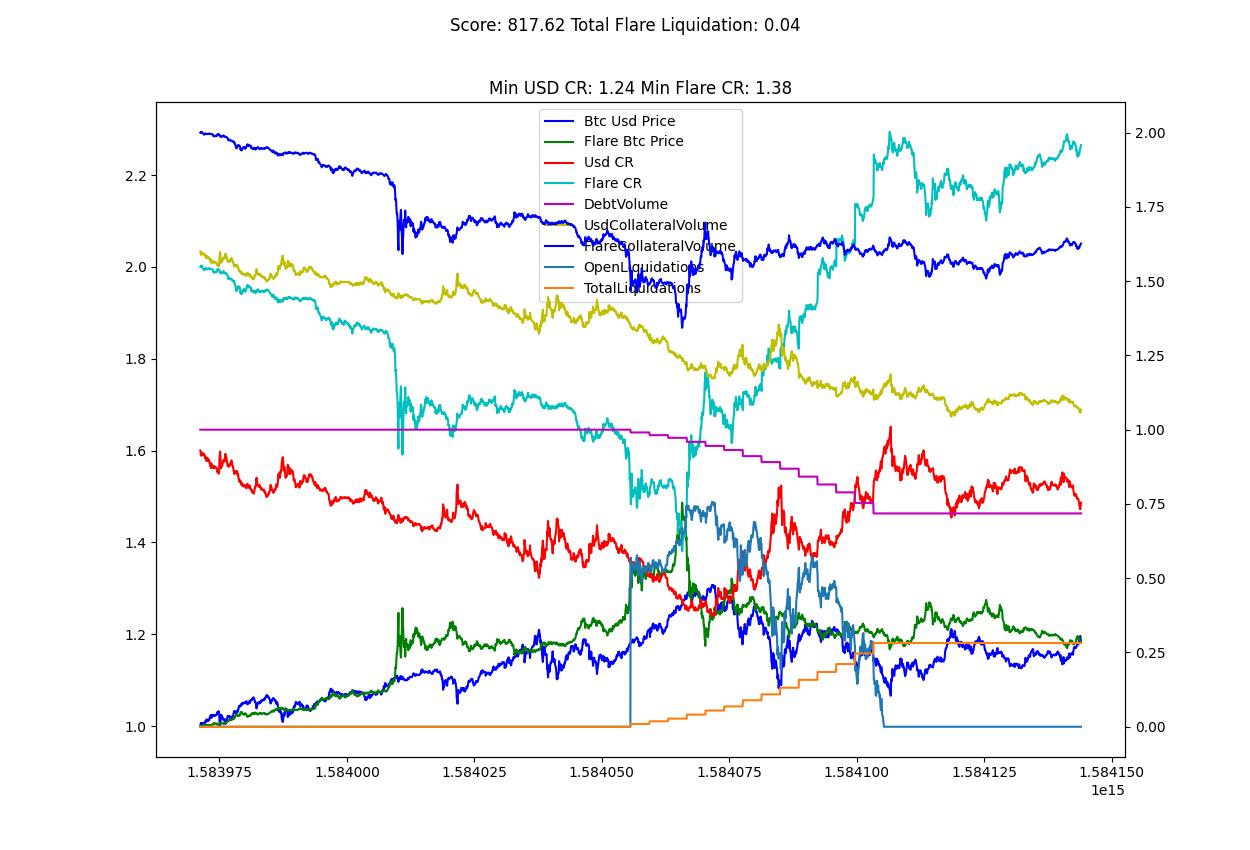 Score: 817.62 Total Flare Liquidation: 0.04
Min USD CR: 1.24 Min Flare CR: 1.38
Btc Usd Price
Flare Btc Price
Usd CR
Flare CR
DebtVolume
UsdCollateralVolume
FlareCollateralVolume
OpenLiquidations
TotalLiquidations
2.2
2.0
1.8
1.6
1.4
1.2
1.0
2.00
1.75
1.50
1.25
1.00
0.75
0.50
0.25
0.00
1.583975 1.584000 1.584025 1.584050 1.584075 1.584100 1.584125 1.584150
1e15